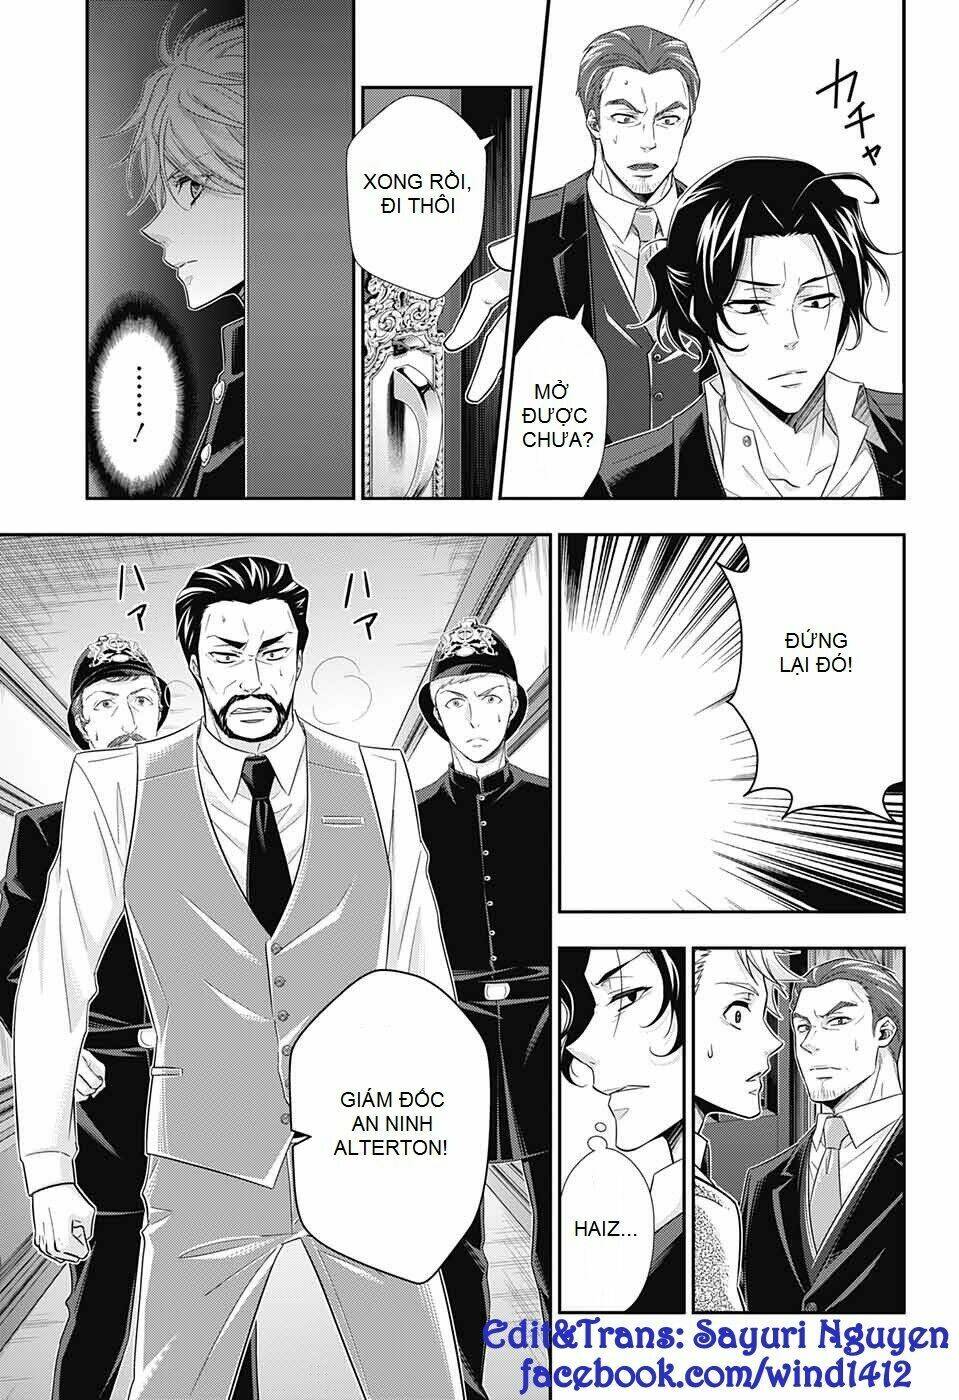 カチャ
MỞ
ĐƯỢC
CHƯA?
XONG RỒI,
ĐI THÔI
………
ĐỨNG
LẠI ĐÓ!
ハァ
ハァ
GIÁM ĐỐC
AN NINH
ALTERTON!
HAIZ...
Edit&Trans: Sayuri Nguyen
facebook.com/wind1412